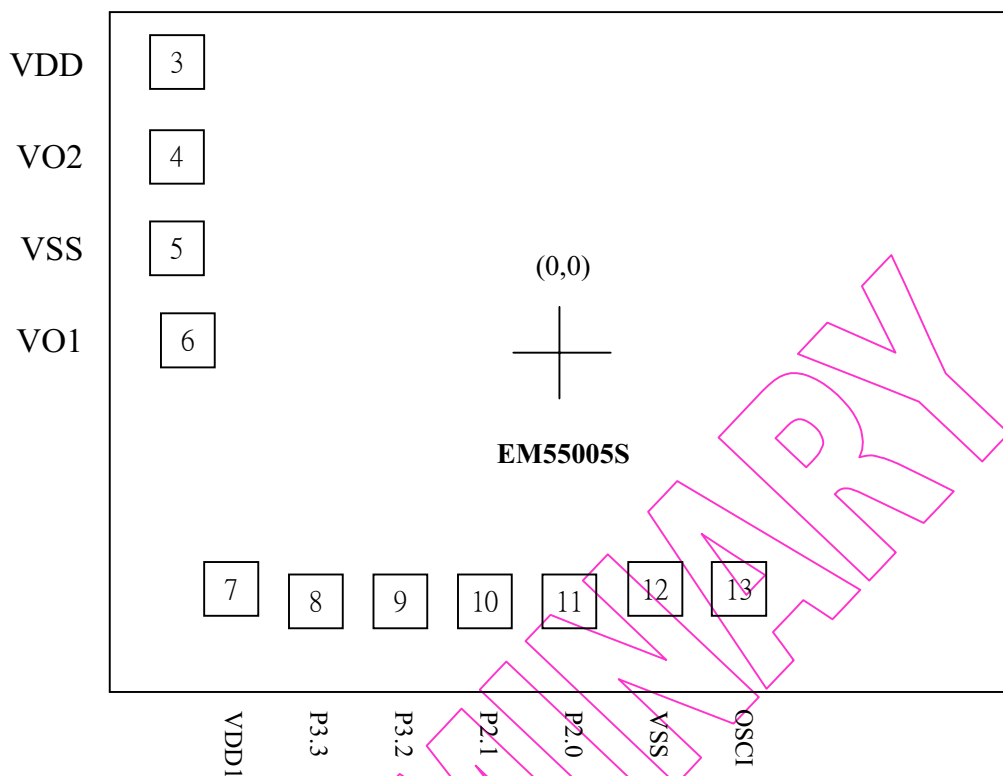 VDD 3
VO2 4
VSS 5
(0,0)
VO1 6
EM55005S
7 8 9 10 11 12 13
VDD1 P3.3 P3.2 P2.1 P2.0 VSS OSCI